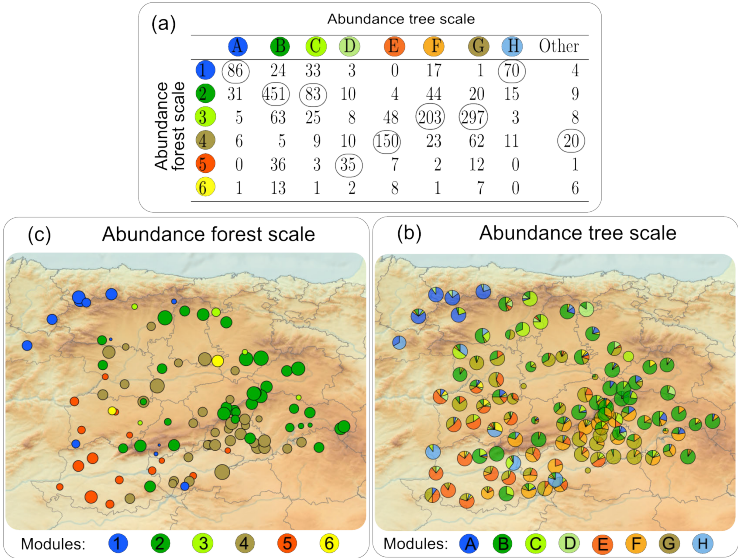 Abundance tree scale
(a)
A B C D E F G H Other
Abundance
forest scale
1 86 24 33 3 0 17 1 70 4
2 31 451 83 10 4 44 20 15 9
3 5 63 25 8 48 203 297 8
4 6 5 9 10 150 23 62 11 20
5 0 36 3 35 7 2 12 0 1
6 1 13 1 2 8 1 7 0 6
(c) Abundance forest scale
(b) Abundance tree scale
Modules: 1 2 3 4 5 6
Modules: A B C D E F G H